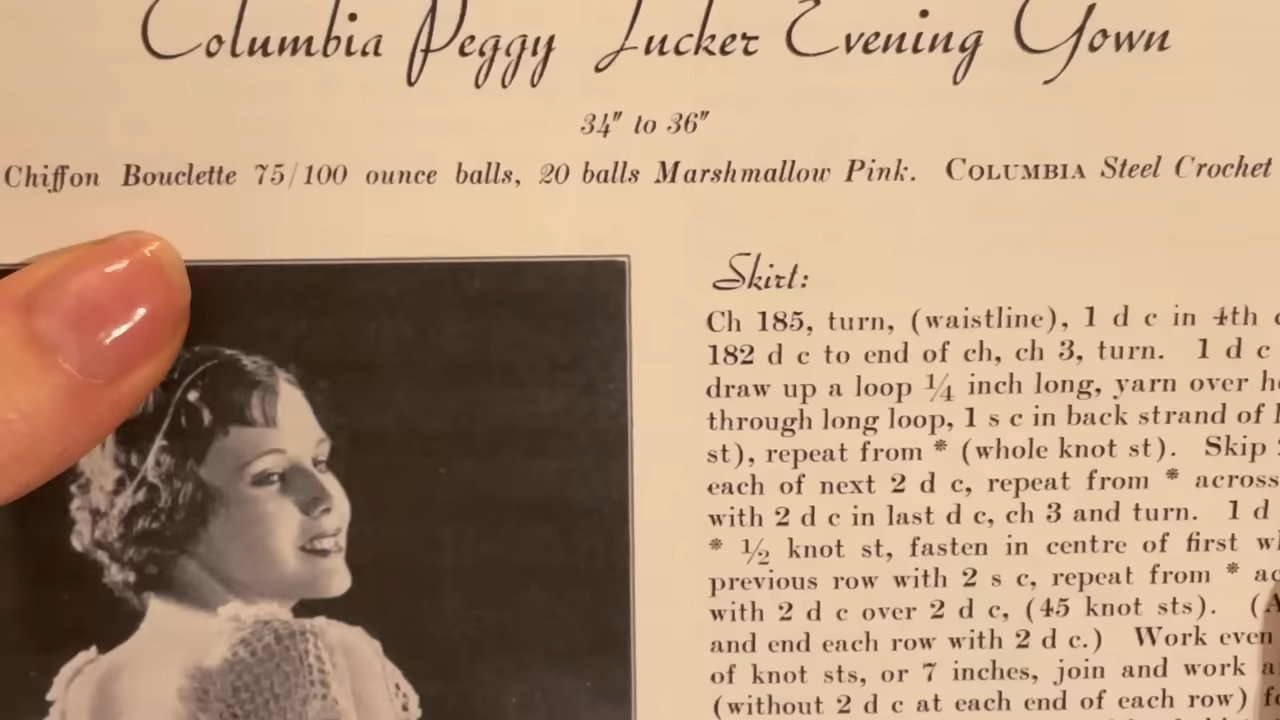 Columbia Peggy Tucker Evening Gown
34" to 36"
Chiffon Bouclette 75/100 ounce balls, 20 balls Marshmallow Pink. COLUMBIA Steel Crochet
Skirt:
Ch 185, turn, (waistline), 1 d c in 4th
182 d c to end of ch, ch 3, turn. 1 d c
draw up a loop 1/4 inch long, yarn over
through long loop, 1 s c in back strand of
st), repeat from * (whole knot st). Skip
each of next 2 d c, repeat from * across
with 2 d c in last d c, ch 3 and turn. 1 d
* 1/2 knot st, fasten in centre of first
previous row with 2 s c, repeat from *
with 2 d c over 2 d c, (45 knot sts). (
and end each row with 2 d c.) Work even
of knot sts, or 7 inches, join and work
(without 2 d c at each end of each row)